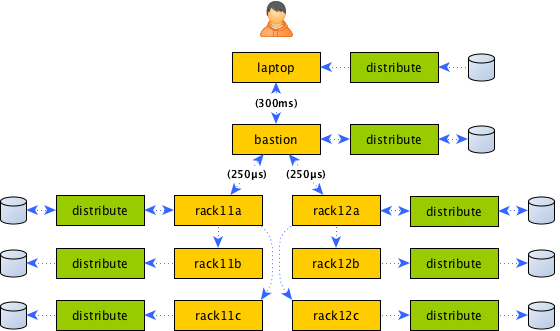 laptop distribute
(300ms)
bastion distribute
(250µs) (250µs)
distribute rack11a rack12a distribute
distribute rack11b rack12b distribute
distribute rack11c rack12c distribute